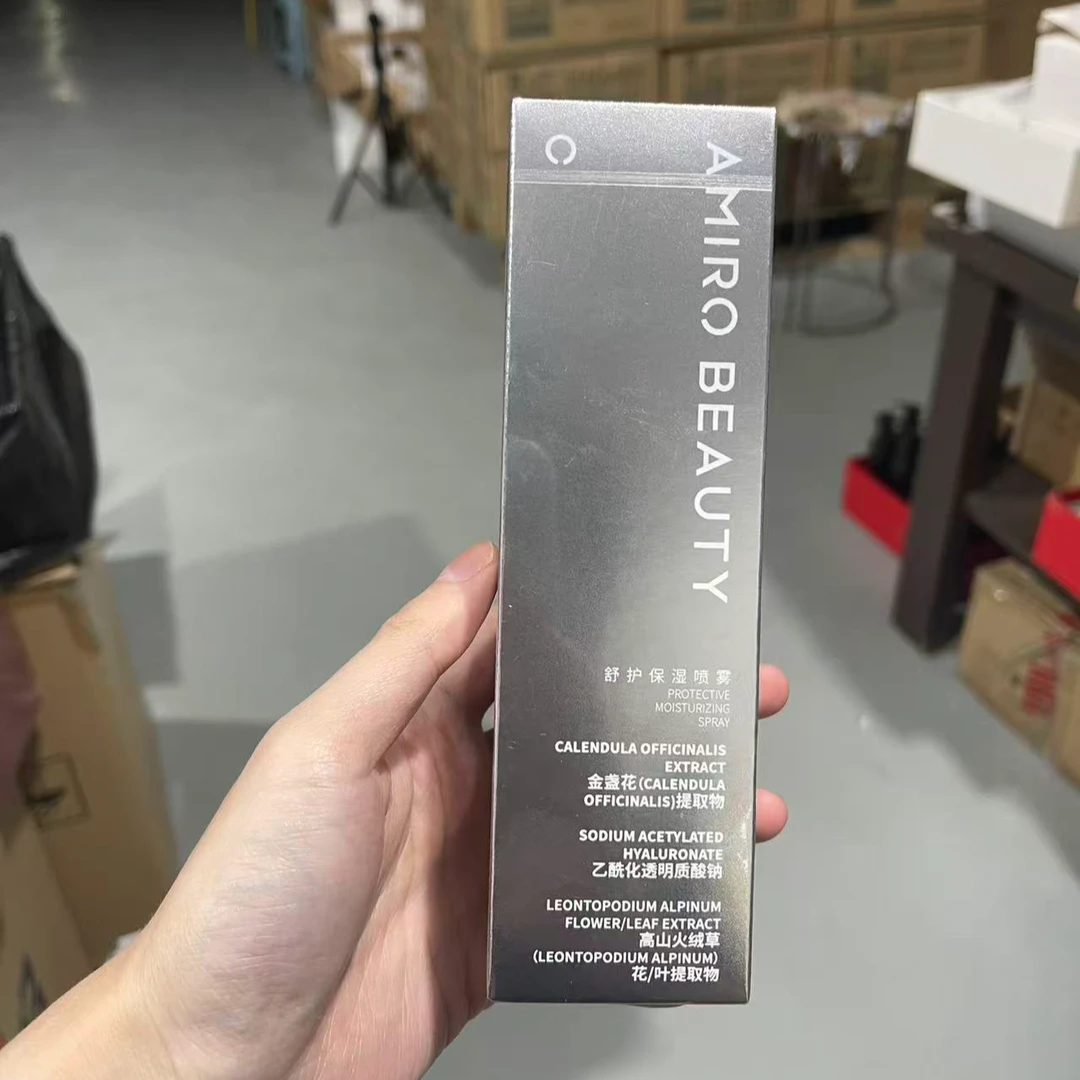 C
AMIRO BEAUTY
舒护保湿喷雾
PROTECTIVE
MOISTURIZING
SPRAY
CALENDULA OFFICINALIS
EXTRACT
金盏花(CALENDULA
OFFICINALIS)提取物
SODIUM ACETYLATED
HYALURONATE
乙酰化透明质酸钠
LEONTOPODIUM ALPINUM
FLOWER/LEAF EXTRACT
高山火绒草
(LEONTOPODIUM ALPINUM)
花/叶提取物